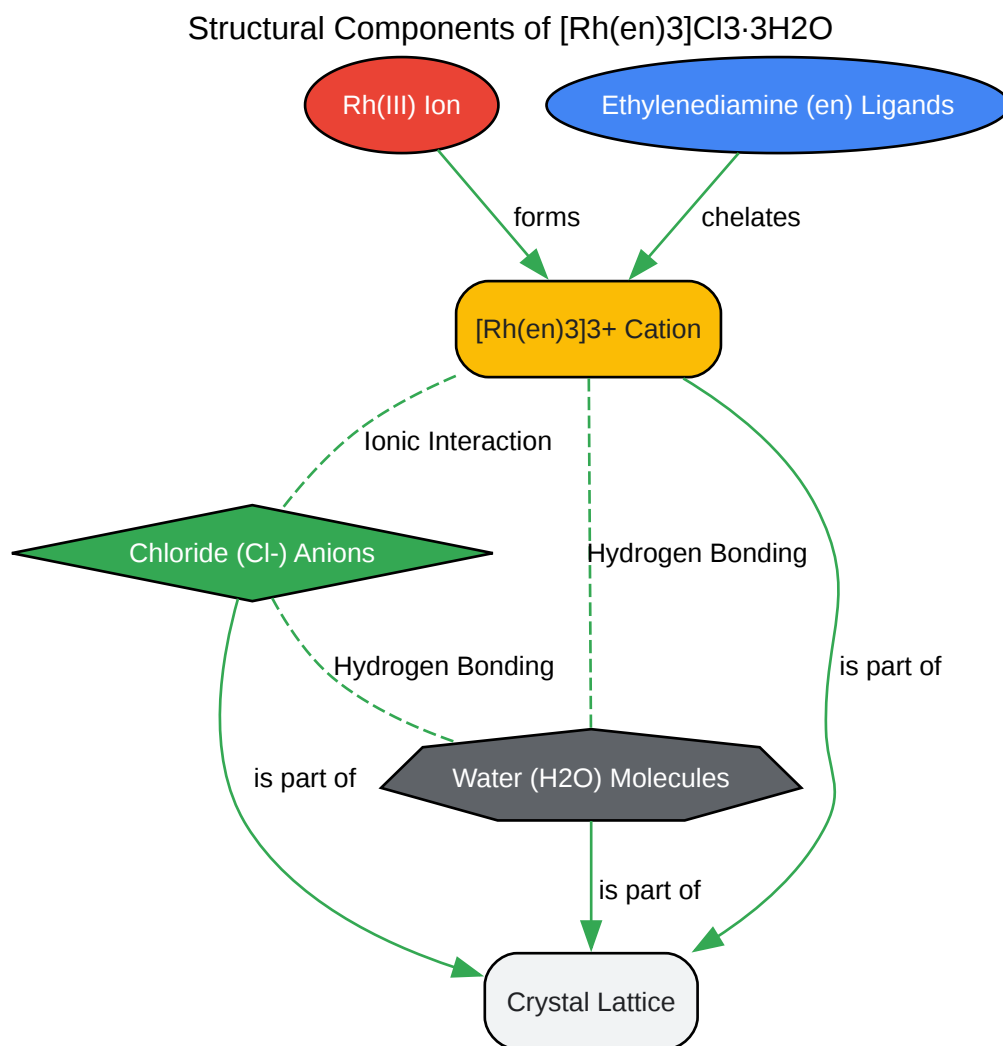 Structural Components of [Rh(en)3]Cl3·3H2O
Rh(III) Ion
Ethylenediamine (en) Ligands
forms
chelates
[Rh(en)3]3+ Cation
Ionic Interaction
Chloride (Cl-) Anions
Hydrogen Bonding
Hydrogen Bonding
is part of
is part of
Water (H2O) Molecules
is part of
Crystal Lattice